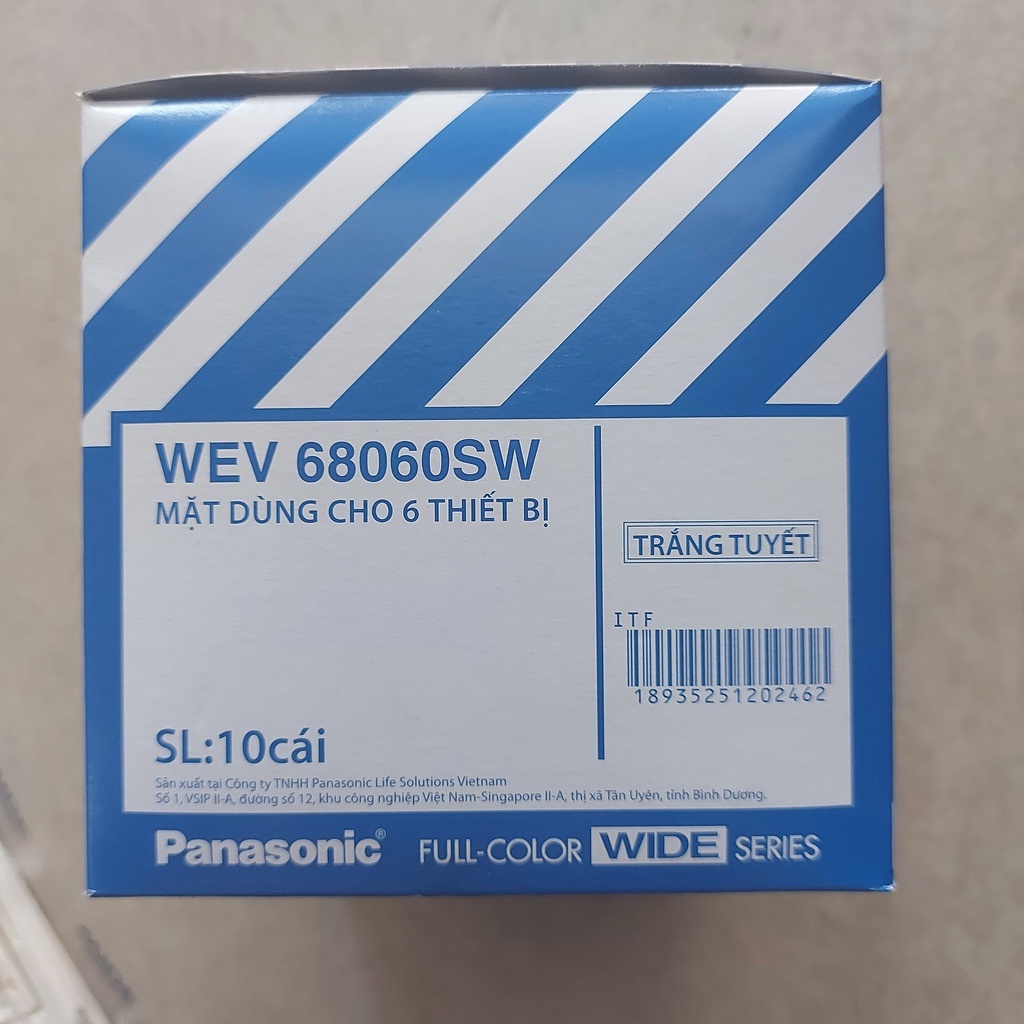 WEV 68060SW
MẶT DÙNG CHO 6 THIẾT BỊ
TRẮNG TUYẾT
ITF
18935251202462
SL:10cái
Sản xuất tại Công ty TNHH Panasonic Life Solutions Vietnam
Số 1, VSIP II-A, đường số 12, khu công nghiệp Việt Nam-Singapore II-A, thị xã Tân Uyên, tỉnh Bình Dương.
Panasonic® FULL-COLOR WIDE SERIES